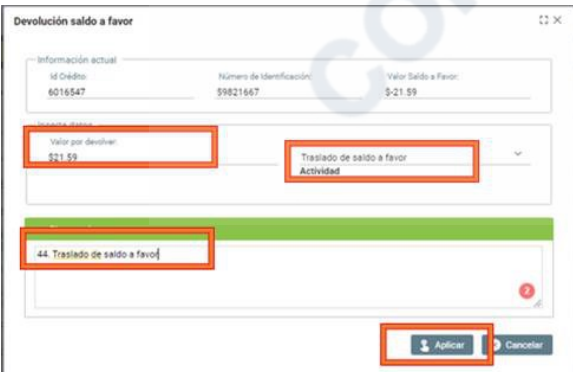 Devolución saldo a favor
Información actual
Id Crédito: Número de Identificación: Valor Saldo a Favor:
6016547 59821667 $-21.59
Valor por devolver:
$21.59 Traslado de saldo a favor
Actividad
44. Traslado de saldo a favor
2
Aplicar Cancelar